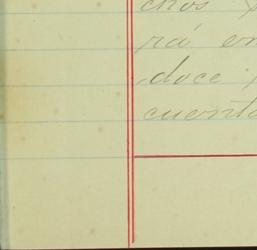 chos
rá en
doce
cuenta